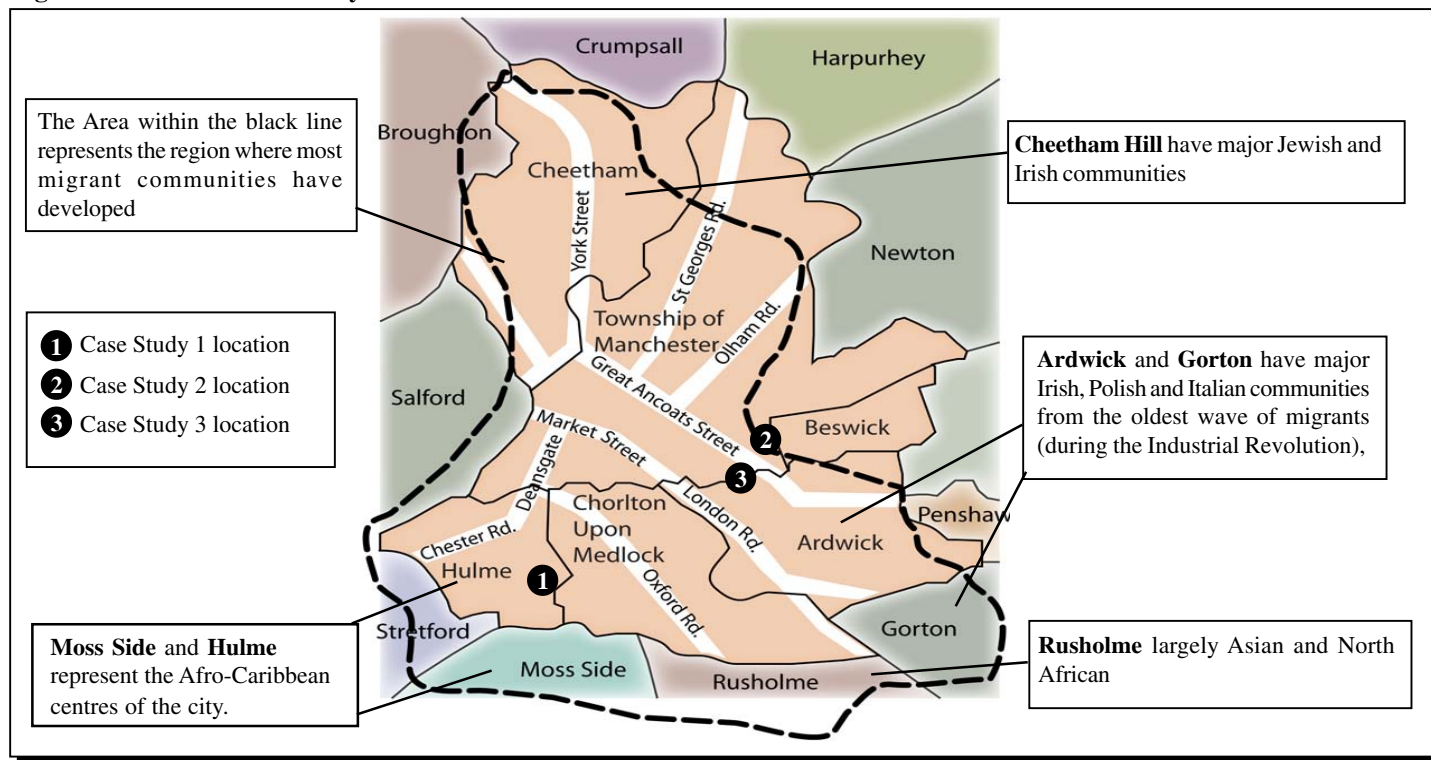 The Area within the black line
represents the region where most
migrant communities have
developed
1 Case Study 1 location
2 Case Study 2 location
3 Case Study 3 location
Moss Side and Hulme
represent the Afro-Caribbean
centres of the city.
Crumpsall
Harpurhey
Broughton
Cheetham
York Street
St Georges Rd.
Newton
Township of
Manchester
Olham Rd.
Great Ancoats Street
Salford
Market Street
Deansgate
2
Beswick
3
Chorlton
Upon
Medlock
London Rd.
Penshaw
Ardwick
Chester Rd.
Hulme
1
Oxford Rd.
Stretford
Gorton
Moss Side
Rusholme
Cheetham Hill have major Jewish and
Irish communities
Ardwick and Gorton have major
Irish, Polish and Italian communities
from the oldest wave of migrants
(during the Industrial Revolution),
Rusholme largely Asian and North
African